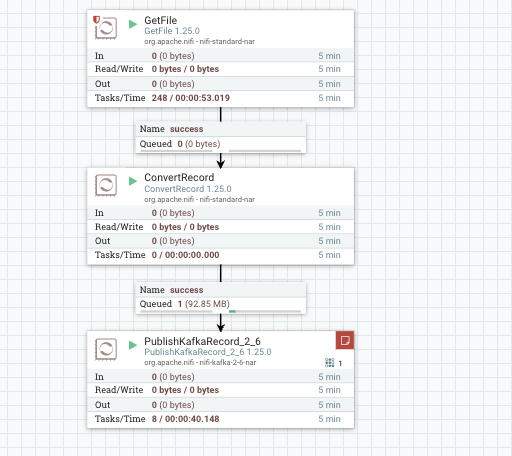 GetFile
GetFile 1.25.0
org.apache.nifi - nifi-standard-nar
In 0 (0 bytes) 5 min
Read/Write 0 bytes / 0 bytes 5 min
Out 0 (0 bytes) 5 min
Tasks/Time 248 / 00:00:53.019 5 min
Name success
Queued 0 (0 bytes)
ConvertRecord
ConvertRecord 1.25.0
org.apache.nifi - nifi-standard-nar
In 0 (0 bytes) 5 min
Read/Write 0 bytes / 0 bytes 5 min
Out 0 (0 bytes) 5 min
Tasks/Time 0 / 00:00:00.000 5 min
Name success
Queued 1 (92.85 MB)
PublishKafkaRecord_2_6
PublishKafkaRecord_2_6 1.25.0
org.apache.nifi - nifi-kafka-2-6-nar 1
In 0 (0 bytes) 5 min
Read/Write 0 bytes / 0 bytes 5 min
Out 0 (0 bytes) 5 min
Tasks/Time 8 / 00:00:40.148 5 min